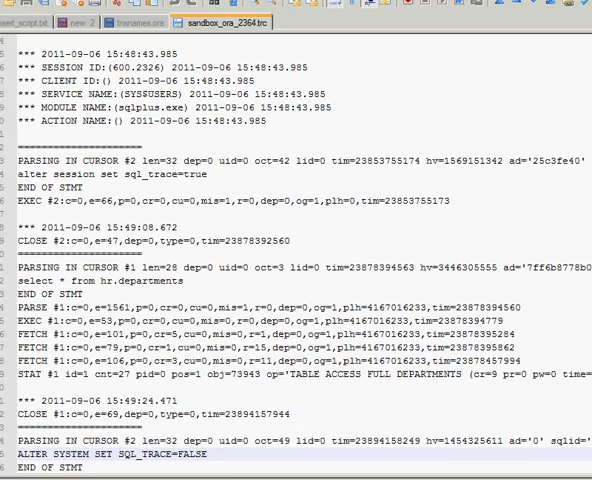 nsert_script.txt new 2 tnsnames.ora sandbox_ora_2364.trc
*** 2011-09-06 15:48:43.985
*** SESSION ID:(600.2326) 2011-09-06 15:48:43.985
*** CLIENT ID:() 2011-09-06 15:48:43.985
*** SERVICE NAME:(SYS$USERS) 2011-09-06 15:48:43.985
*** MODULE NAME:(sqlplus.exe) 2011-09-06 15:48:43.985
*** ACTION NAME:() 2011-09-06 15:48:43.985
=====================
PARSING IN CURSOR #2 len=32 dep=0 uid=0 oct=42 lid=0 tim=23853755174 hv=1569151342 ad='25c3fe40'
alter session set sql_trace=true
END OF STMT
EXEC #2:c=0,e=66,p=0,cr=0,cu=0,mis=1,r=0,dep=0,og=1,plh=0,tim=23853755173
*** 2011-09-06 15:49:08.672
CLOSE #2:c=0,e=47,dep=0,type=0,tim=23878392560
=====================
PARSING IN CURSOR #1 len=28 dep=0 uid=0 oct=3 lid=0 tim=23878394563 hv=3446305555 ad='7ff6b8778b0
select * from hr.departments
END OF STMT
PARSE #1:c=0,e=1561,p=0,cr=0,cu=0,mis=1,r=0,dep=0,og=1,plh=4167016233,tim=23878394560
EXEC #1:c=0,e=53,p=0,cr=0,cu=0,mis=0,r=0,dep=0,og=1,plh=4167016233,tim=23878394779
FETCH #1:c=0,e=101,p=0,cr=5,cu=0,mis=0,r=1,dep=0,og=1,plh=4167016233,tim=23878395284
FETCH #1:c=0,e=79,p=0,cr=1,cu=0,mis=0,r=15,dep=0,og=1,plh=4167016233,tim=23878395862
FETCH #1:c=0,e=106,p=0,cr=3,cu=0,mis=0,r=11,dep=0,og=1,plh=4167016233,tim=23878457994
STAT #1 id=1 cnt=27 pid=0 pos=1 obj=73943 op='TABLE ACCESS FULL DEPARTMENTS (cr=9 pr=0 pw=0 time=
*** 2011-09-06 15:49:24.471
CLOSE #1:c=0,e=69,dep=0,type=0,tim=23894157944
=====================
PARSING IN CURSOR #2 len=32 dep=0 uid=0 oct=49 lid=0 tim=23894158249 hv=1454325611 ad='0' sqlid='
ALTER SYSTEM SET SQL_TRACE=FALSE
END OF STMT